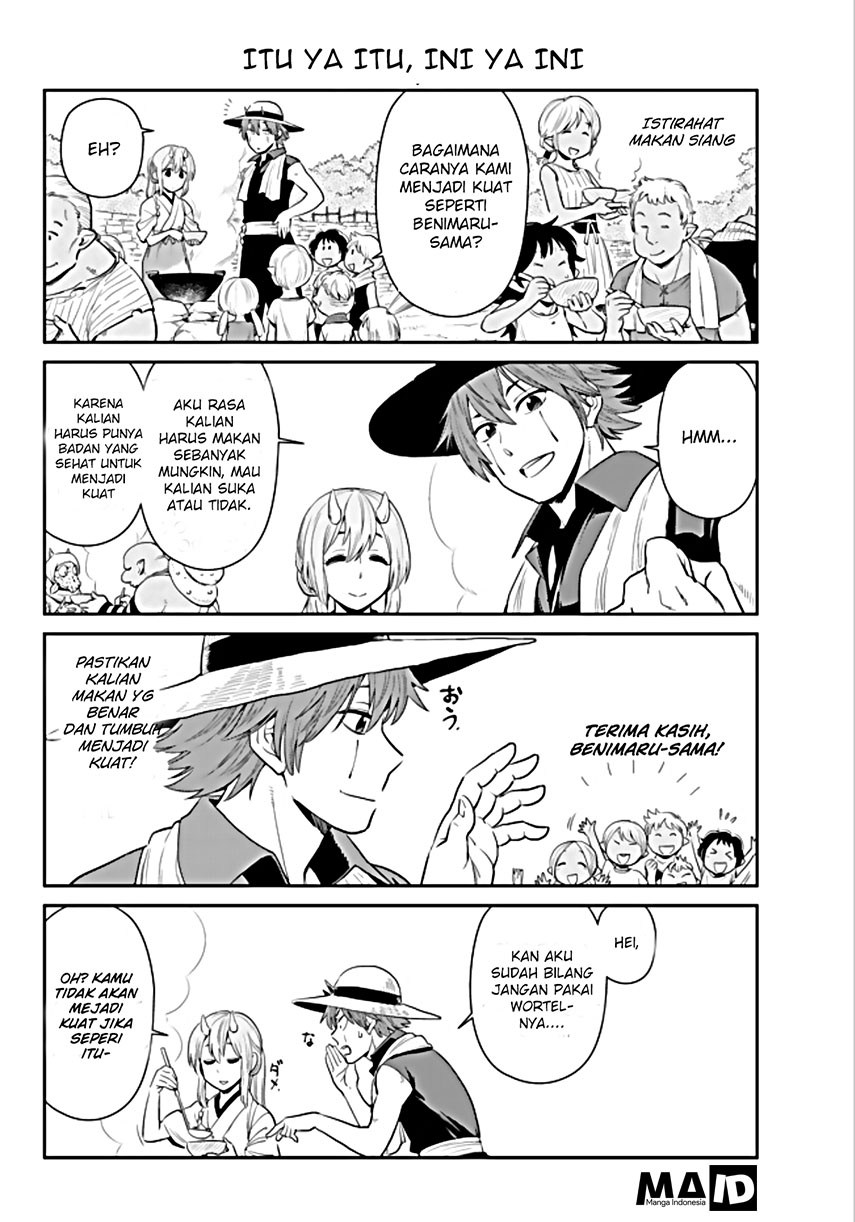 ITU YA ITU, INI YA INI
ISTIRAHAT
MAKAN SIANG
BAGAIMANA
CARANYA KAMI
MENJADI KUAT
SEPERTI
BENIMARU-
SAMA?
EH?
HMM...
AKU RASA
KALIAN
HARUS MAKAN
SEBANYAK
MUNGKIN, MAU
KALIAN SUKA
ATAU TIDAK.
KARENA
KALIAN
HARUS PUNYA
BADAN YANG
SEHAT UNTUK
MENJADI
KUAT
TERIMA KASIH,
BENIMARU-SAMA!
おう.
PASTIKAN
KALIAN
MAKAN YG
BENAR
DAN TUMBUH
MENJADI
KUAT!
HEI,
KAN AKU
SUDAH BILANG
JANGAN PAKAI
WORTEL-
NYA....
な
ダメ.
OH? KAMU
TIDAK AKAN
MEJADI
KUAT JIKA
SEPERI
ITU-
MAID
Manga Indonesia